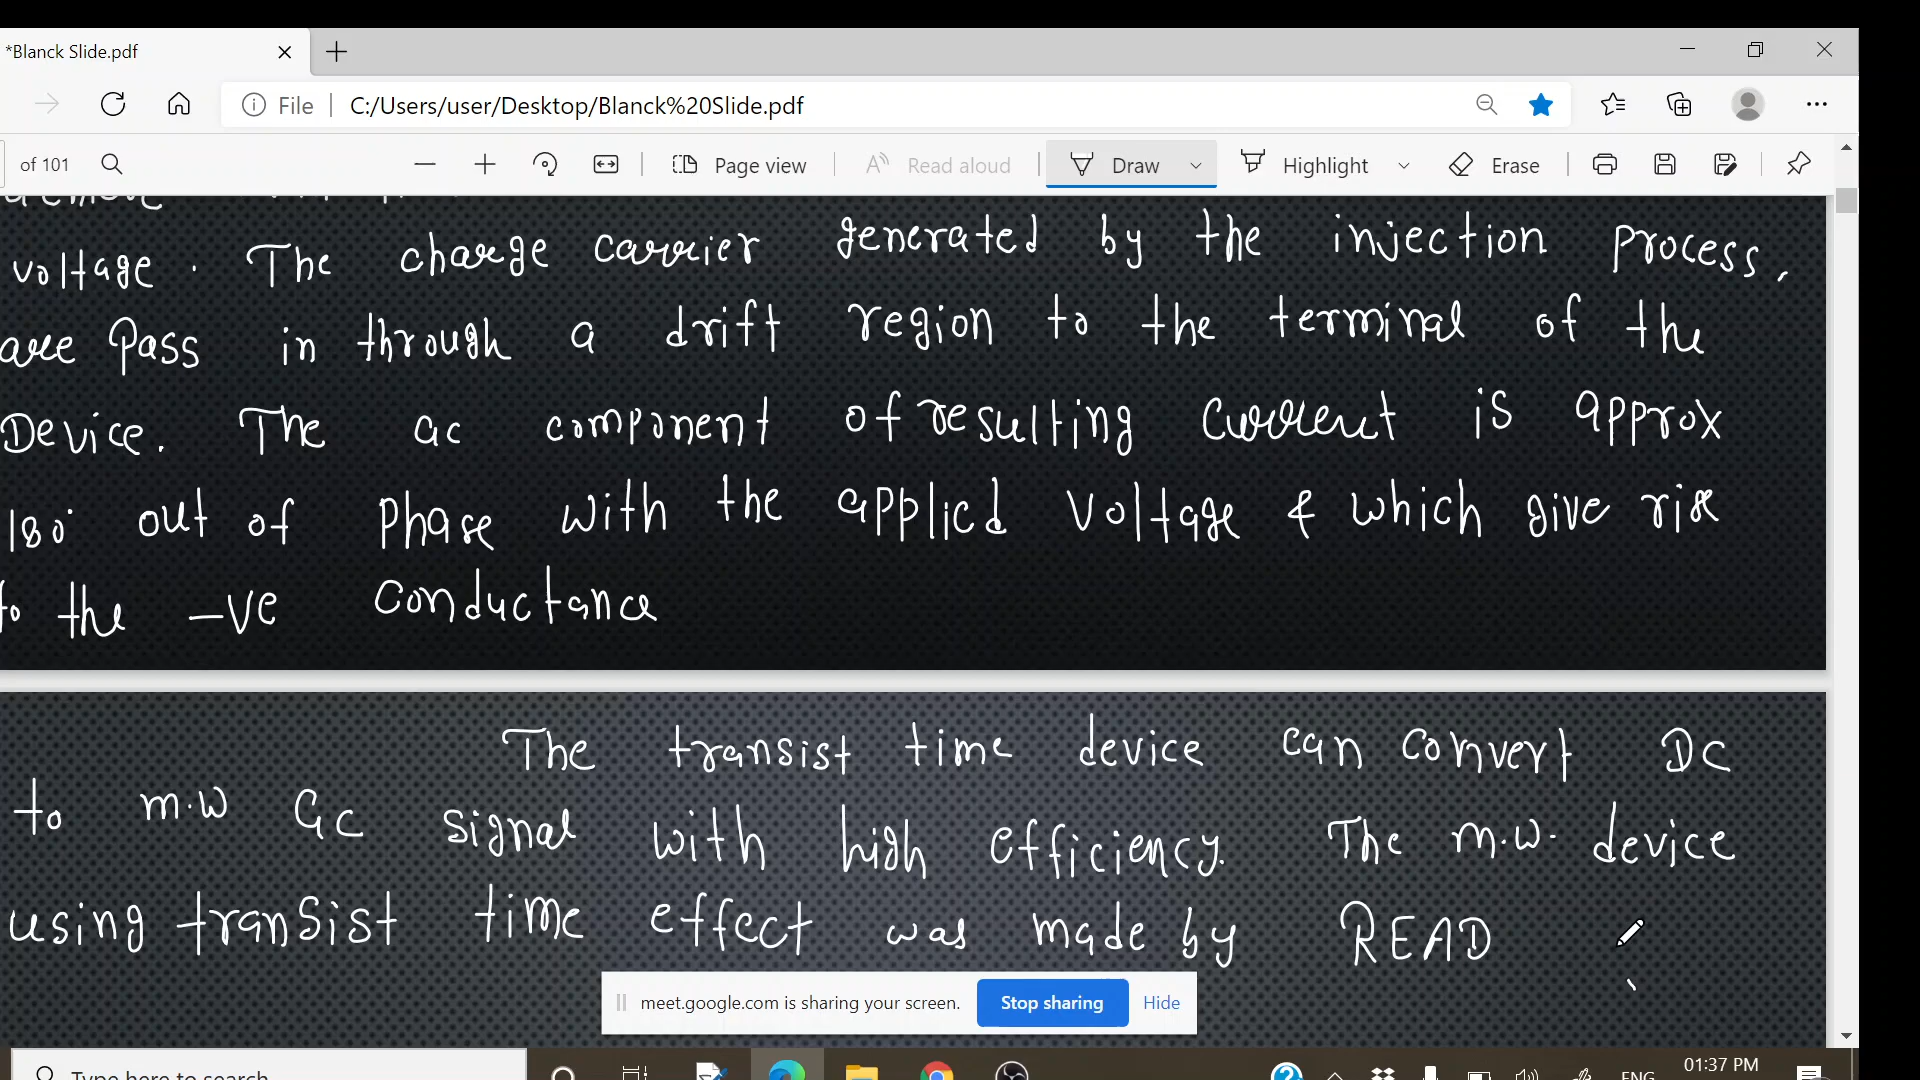 *Blanck Slide.pdf
File C:/Users/user/Desktop/Blanck%20Slide.pdf
of 101 Page view Read aloud Draw Highlight Erase
voltage. The charge carrier generated by the injection process,
are pass in through a drift region to the terminal of the
Device. The ac component of resulting current is approx
180° out of phase with the applied voltage & which give rise
to the -ve conductance
The transist time device can convert DC
to m.w ac signal with high efficiency. The m.w. device
using transist time effect was made by READ
meet.google.com is sharing your screen. Stop sharing Hide
Type here to search
ENG 01:37 PM